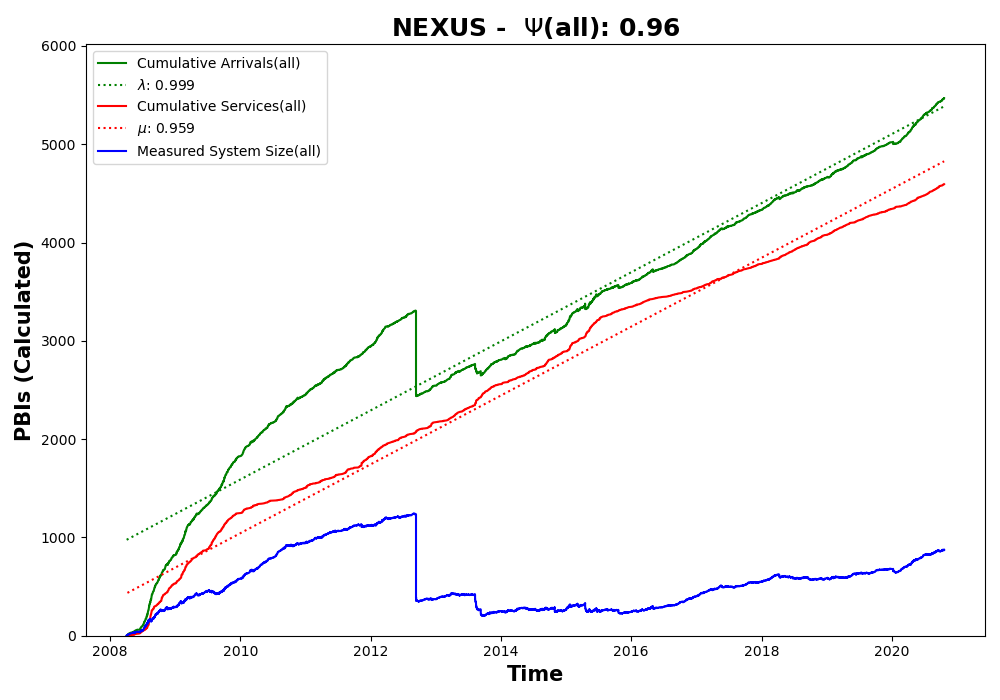 NEXUS -  Ψ(all): 0.96
Cumulative Arrivals(all)
λ: 0.999
Cumulative Services(all)
μ: 0.959
Measured System Size(all)
PBIs (Calculated)
6000
5000
4000
3000
2000
1000
0
2008 2010 2012 2014 2016 2018 2020
Time